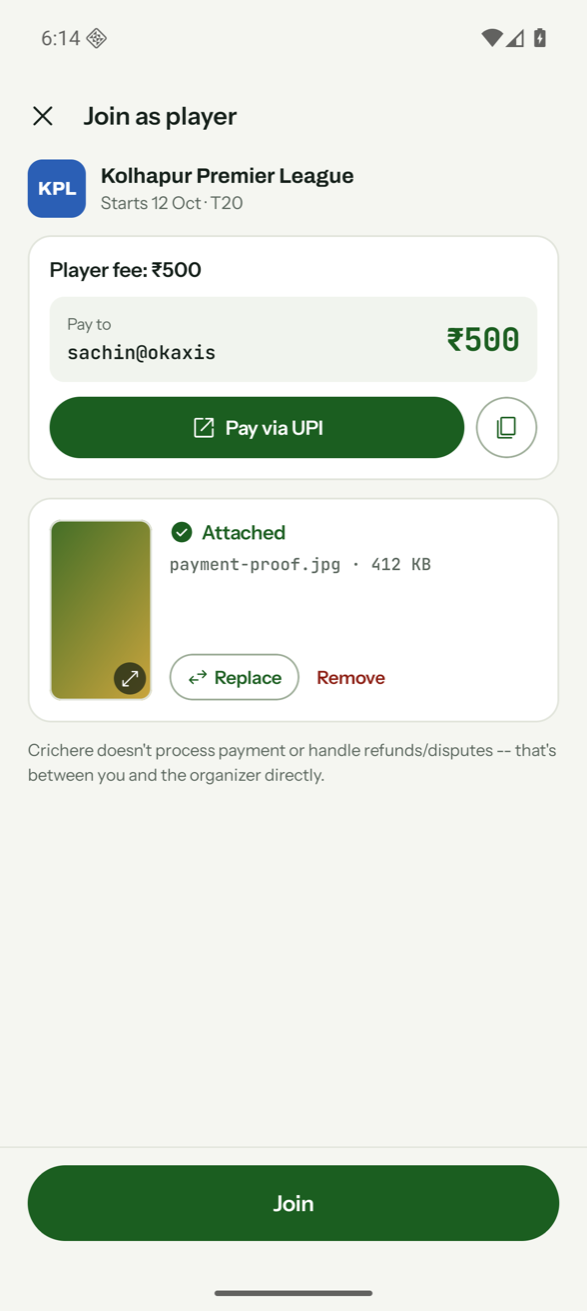 6:14
Join as player
KPL
Kolhapur Premier League
Starts 12 Oct · T20
Player fee: ₹500
Pay to
sachin@okaxis
₹500
Pay via UPI
Attached
payment-proof.jpg · 412 KB
Replace
Remove
Crichere doesn't process payment or handle refunds/disputes -- that's
between you and the organizer directly.
Join